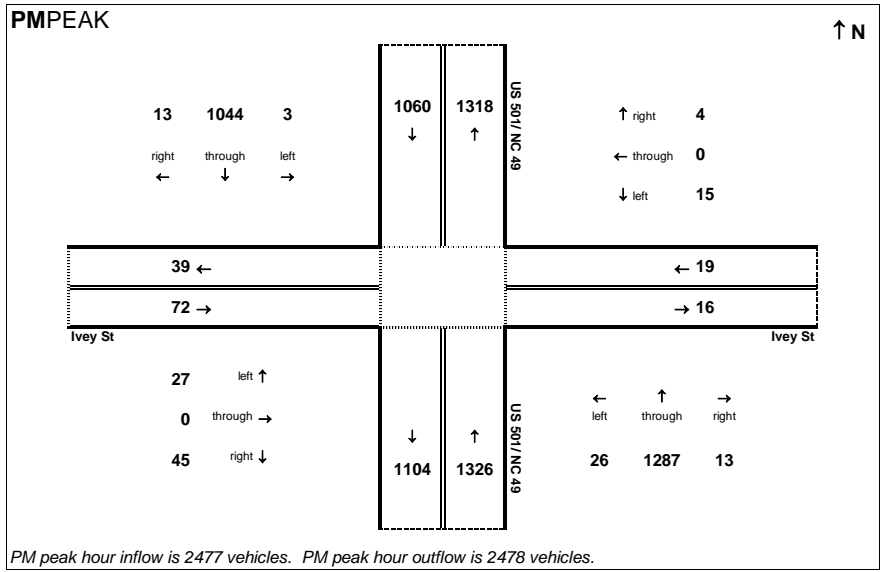 PMPEAK
↑ N
13 1044 3
right through left
← ↓ →
1060 1318
↓ ↑
US 501/ NC 49
↑ right 4
← through 0
↓ left 15
39 ←
← 19
72 →
→ 16
Ivey St
Ivey St
27 left ↑
0 through →
45 right ↓
↓ ↑
1104 1326
US 501/ NC 49
← ↑ →
left through right
26 1287 13
PM peak hour inflow is 2477 vehicles. PM peak hour outflow is 2478 vehicles.